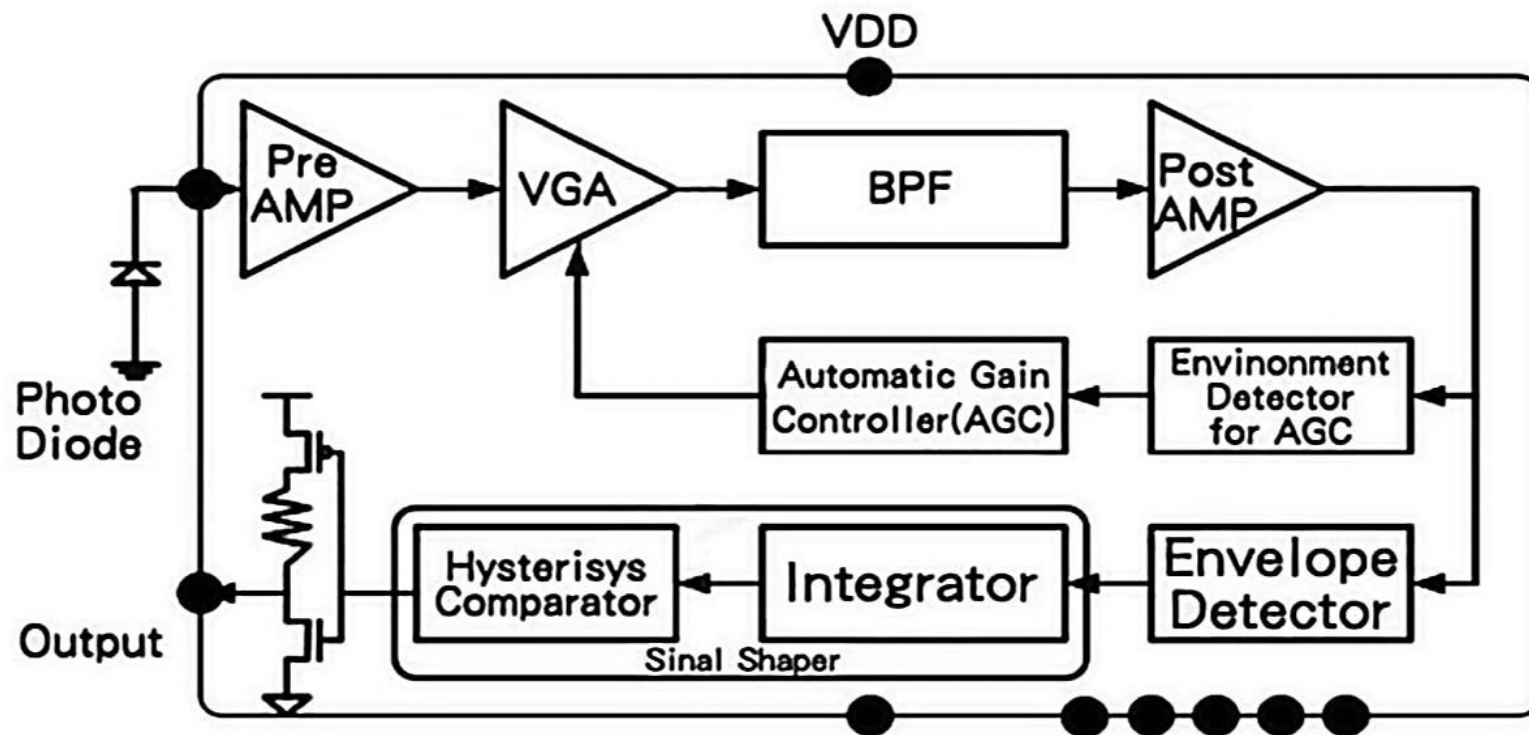 VDD
Pre
AMP
VGA
BPF
Post
AMP
Photo
Diode
Automatic Gain
Controller(AGC)
Envinonment
Detector
for AGC
Hysterisys
Comparator
Integrator
Envelope
Detector
Output
Sinal Shaper